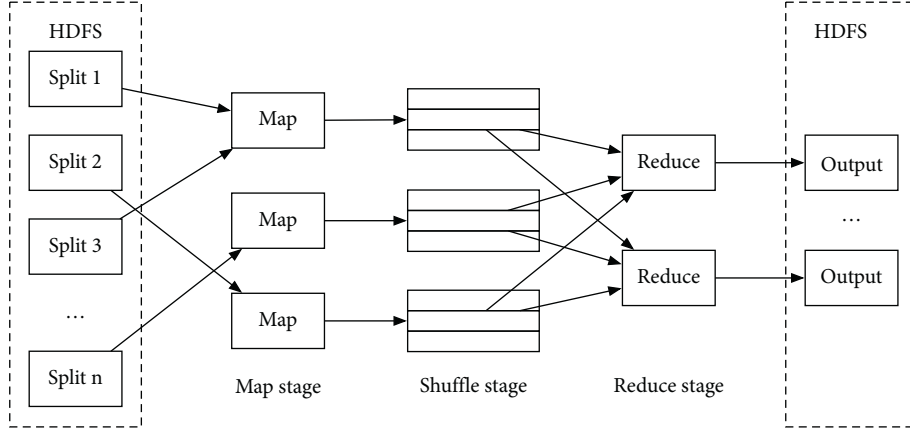 HDFS
Split 1
Split 2
Split 3
...
Split n
Map
Map
Map
Map stage
Shuffle stage
Reduce
Reduce
Reduce stage
HDFS
Output
...
Output